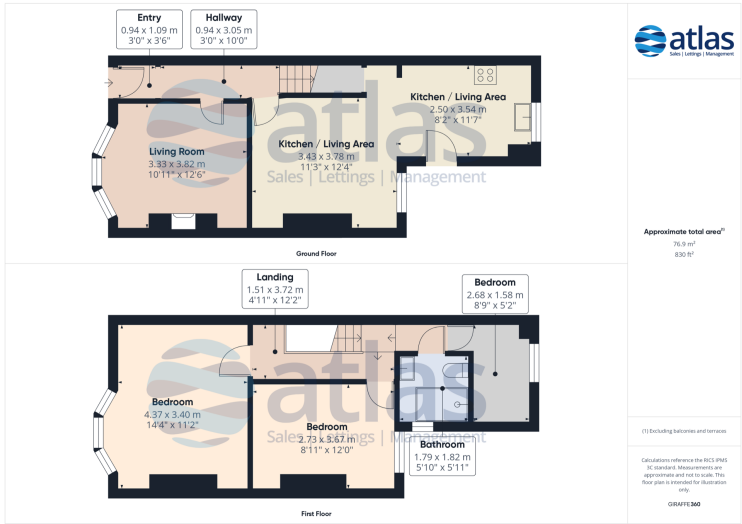 Entry
0.94 x 1.09 m
3'0" x 3'6"
Hallway
0.94 x 3.05 m
3'0" x 10'0"
Kitchen / Living Area
2.50 x 3.54 m
8'2" x 11'7"
Living Room
3.33 x 3.82 m
10'11" x 12'6"
Kitchen / Living Area
3.43 x 3.78 m
11'3" x 12'4"
atlas
Sales | Lettings | Management
Ground Floor
Landing
1.51 x 3.72 m
4'11" x 12'2"
Bedroom
2.68 x 1.58 m
8'9" x 5'2"
Bedroom
4.37 x 3.40 m
14'4" x 11'2"
Bedroom
2.73 x 3.67 m
8'11" x 12'0"
Bathroom
1.79 x 1.82 m
5'10" x 5'11"
atlas
Sales | Lettings | Management
First Floor
atlas
Sales | Lettings | Management
Approximate total area(1)
76.9 m²
830 ft²
(1) Excluding balconies and terraces
Calculations reference the RICS IPMS
3C standard. Measurements are
approximate and not to scale. This
floor plan is intended for illustration
only.
GIRAFFE360